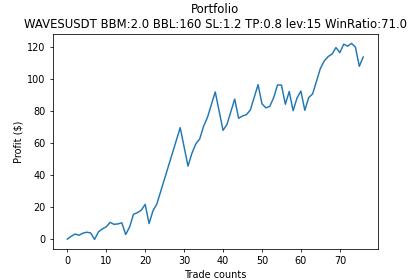 Portfolio
WAVESUSDT BBM:2.0 BBL:160 SL:1.2 TP:0.8 lev:15 WinRatio:71.0
120
100
80
60
40
20
0
Profit ($)
0 10 20 30 40 50 60 70
Trade counts